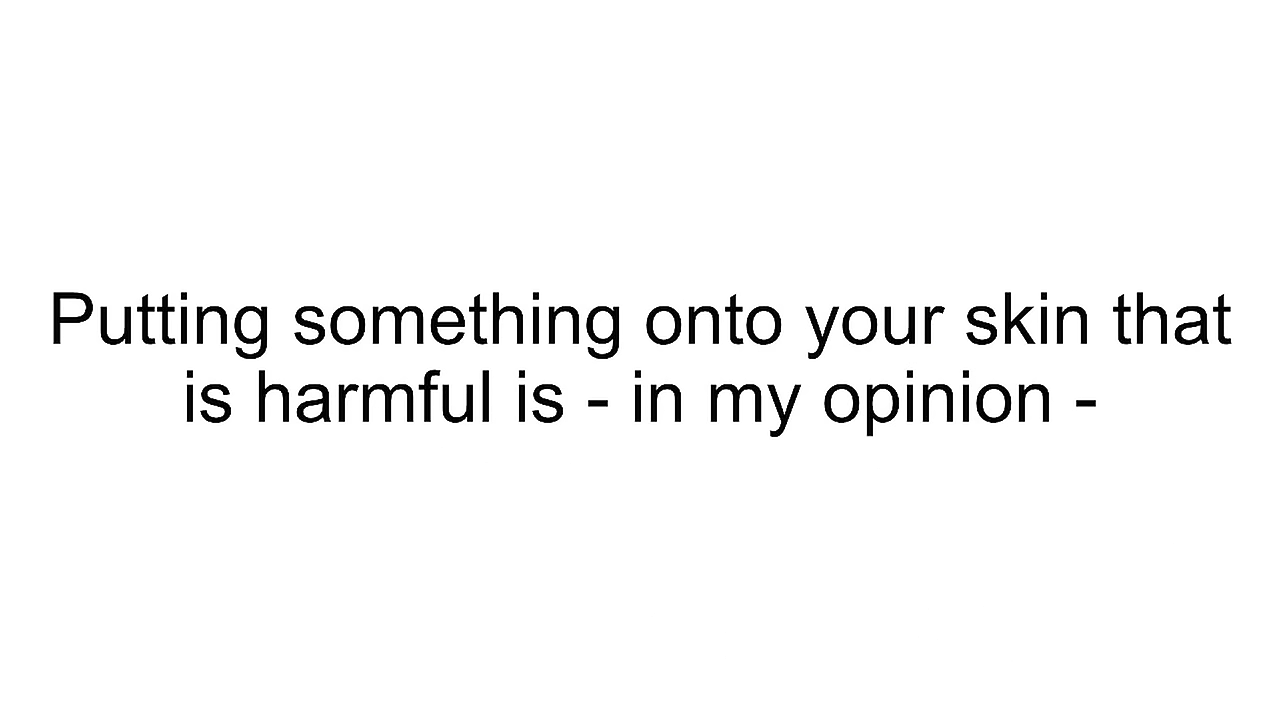 Putting something onto your skin that
is harmful is - in my opinion -